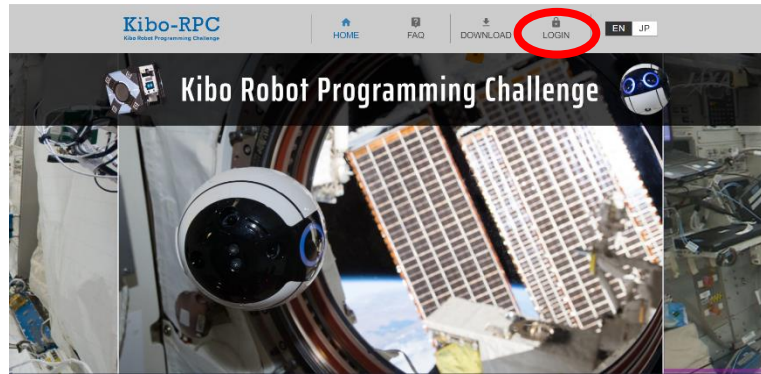 Kibo-RPC
Kibo Robot Programming Challenge
HOME
FAQ
DOWNLOAD
LOGIN
EN
JP
Kibo Robot Programming Challenge